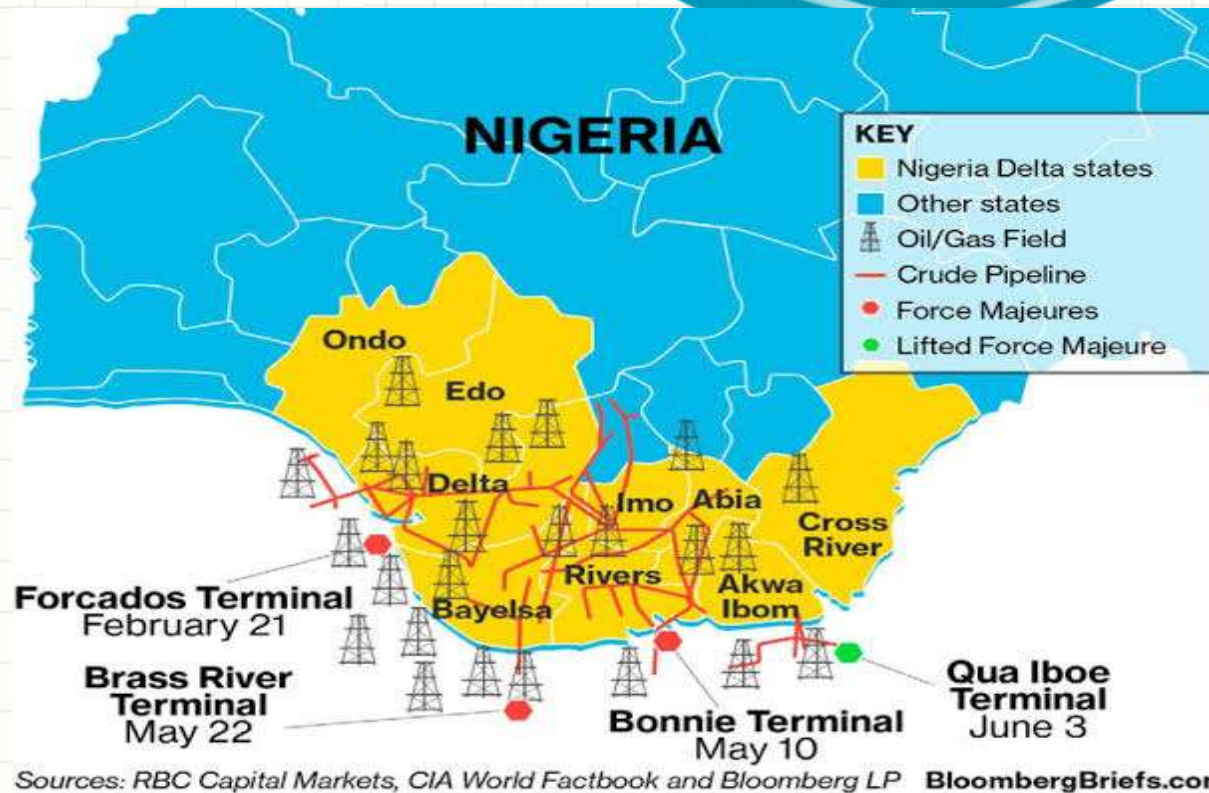 NIGERIA
KEY
Nigeria Delta states
Other states
Oil/Gas Field
Crude Pipeline
Force Majeures
Lifted Force Majeure
Ondo
Edo
Delta
Imo
Abia
Cross
River
Rivers
Akwa
Ibom
Bayelsa
Forcados Terminal
February 21
Brass River
Terminal
May 22
Bonnie Terminal
May 10
Qua Iboe
Terminal
June 3
Sources: RBC Capital Markets, CIA World Factbook and Bloomberg LP BloombergBriefs.com